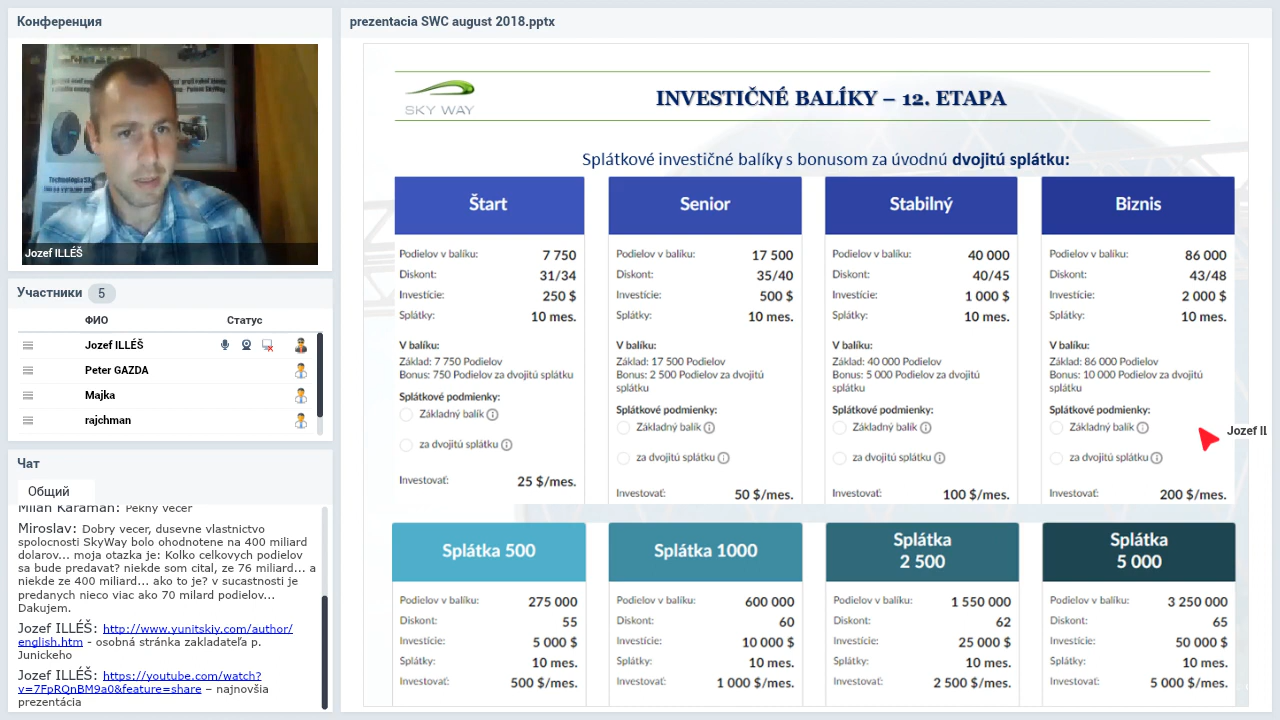 Конференция
Jozef ILLÉŠ
Участники 5
ФИО Статус
Jozef ILLÉŠ
Peter GAZDA
Majka
rajchman
Чат
Общий
Milan Karaman: Pekny vecer
Miroslav: Dobry vecer, dusevne vlastnictvo
spolocnosti SkyWay bolo ohodnotene na 400 miliard
dolarov... moja otazka je: Kolko celkovych podielov
sa bude predavat? niekde som cital, ze 76 miliard... a
niekde ze 400 miliard... ako to je? v sucastnosti je
predanych nieco viac ako 70 milard podielov...
Dakujem.
Jozef ILLÉŠ: http://www.yunitskiy.com/author/
english.htm - osobná stránka zakladateľa p.
Junickeho
Jozef ILLÉŠ: https://youtube.com/watch?
v=7FpRQnBM9a0&feature=share – najnovšia
prezentácia
prezentacia SWC august 2018.pptx
SKY WAY
INVESTIČNÉ BALÍKY – 12. ETAPA
Splátkové investičné balíky s bonusom za úvodnú dvojitú splátku:
Štart
Podielov v balíku: 7 750
Diskont: 31/34
Investície: 250 $
Splátky: 10 mes.
V balíku:
Základ: 7 750 Podielov
Bonus: 750 Podielov za dvojitú splátku
Splátkové podmienky:
Základný balík
za dvojitú splátku
Investovať: 25 $/mes.
Senior
Podielov v balíku: 17 500
Diskont: 35/40
Investície: 500 $
Splátky: 10 mes.
V balíku:
Základ: 17 500 Podielov
Bonus: 2 500 Podielov za dvojitú
splátku
Splátkové podmienky:
Základný balík
za dvojitú splátku
Investovať: 50 $/mes.
Stabilný
Podielov v balíku: 40 000
Diskont: 40/45
Investície: 1 000 $
Splátky: 10 mes.
V balíku:
Základ: 40 000 Podielov
Bonus: 5 000 Podielov za dvojitú
splátku
Splátkové podmienky:
Základný balík
za dvojitú splátku
Investovať: 100 $/mes.
Biznis
Podielov v balíku: 86 000
Diskont: 43/48
Investície: 2 000 $
Splátky: 10 mes.
V balíku:
Základ: 86 000 Podielov
Bonus: 10 000 Podielov za dvojitú
splátku
Splátkové podmienky:
Základný balík
za dvojitú splátku
Investovať: 200 $/mes.
Jozef IL
Splátka 500
Podielov v balíku: 275 000
Diskont: 55
Investície: 5 000 $
Splátky: 10 mes.
Investovať: 500 $/mes.
Splátka 1000
Podielov v balíku: 600 000
Diskont: 60
Investície: 10 000 $
Splátky: 10 mes.
Investovať: 1 000 $/mes.
Splátka
2 500
Podielov v balíku: 1 550 000
Diskont: 62
Investície: 25 000 $
Splátky: 10 mes.
Investovať: 2 500 $/mes.
Splátka
5 000
Podielov v balíku: 3 250 000
Diskont: 65
Investície: 50 000 $
Splátky: 10 mes.
Investovať: 5 000 $/mes.